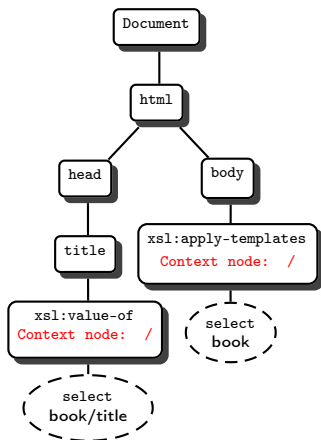 Document
html
head
body
title
xsl:apply-templates
Context node: /
xsl:value-of
Context node: /
select
book
select
book/title